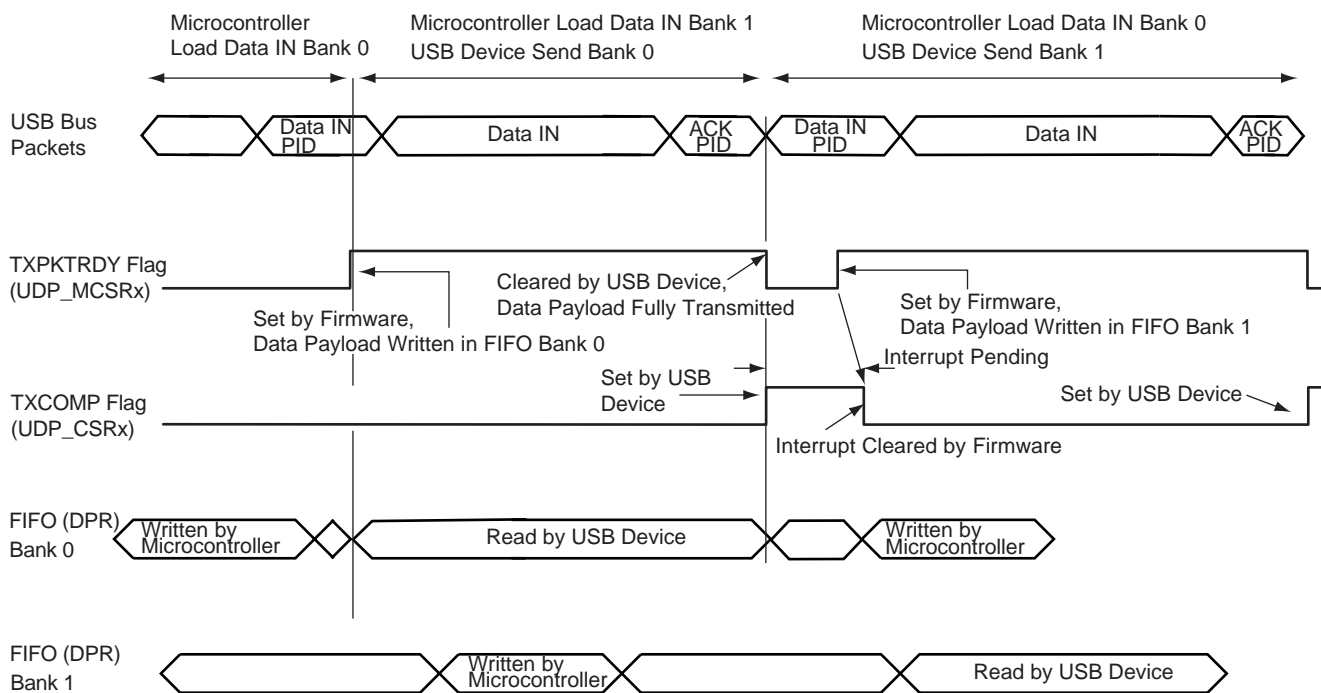 Microcontroller
Load Data IN Bank 0
Microcontroller Load Data IN Bank 1
USB Device Send Bank 0
Microcontroller Load Data IN Bank 0
USB Device Send Bank 1
USB Bus
Packets
Data IN
PID
Data IN
ACK
PID
Data IN
PID
Data IN
ACK
PID
TXPKTRDY Flag
(UDP_MCSRx)
Set by Firmware,
Data Payload Written in FIFO Bank 0
Cleared by USB Device,
Data Payload Fully Transmitted
Set by Firmware,
Data Payload Written in FIFO Bank 1
Interrupt Pending
TXCOMP Flag
(UDP_CSRx)
Set by USB
Device
Set by USB Device
Interrupt Cleared by Firmware
FIFO (DPR)
Bank 0
Written by
Microcontroller
Read by USB Device
Written by
Microcontroller
FIFO (DPR)
Bank 1
Written by
Microcontroller
Read by USB Device